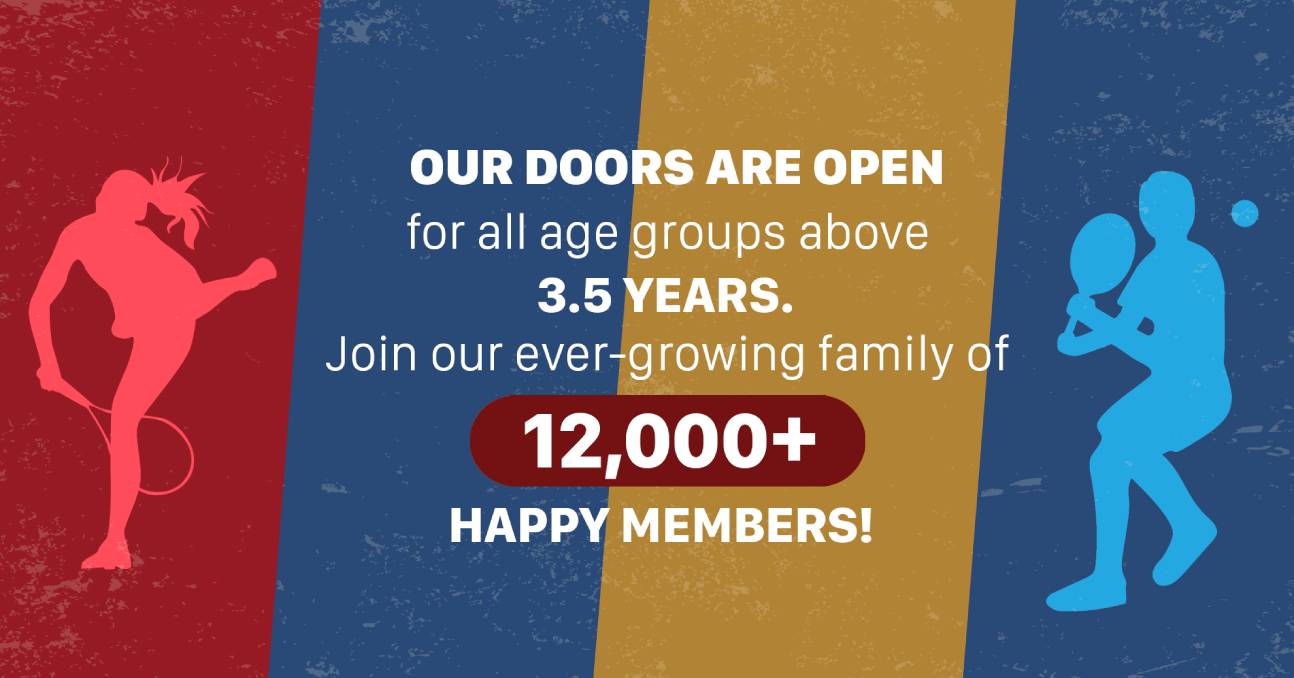 OUR DOORS ARE OPEN
for all age groups above
3.5 YEARS.
Join our ever-growing family of
12,000+
HAPPY MEMBERS!